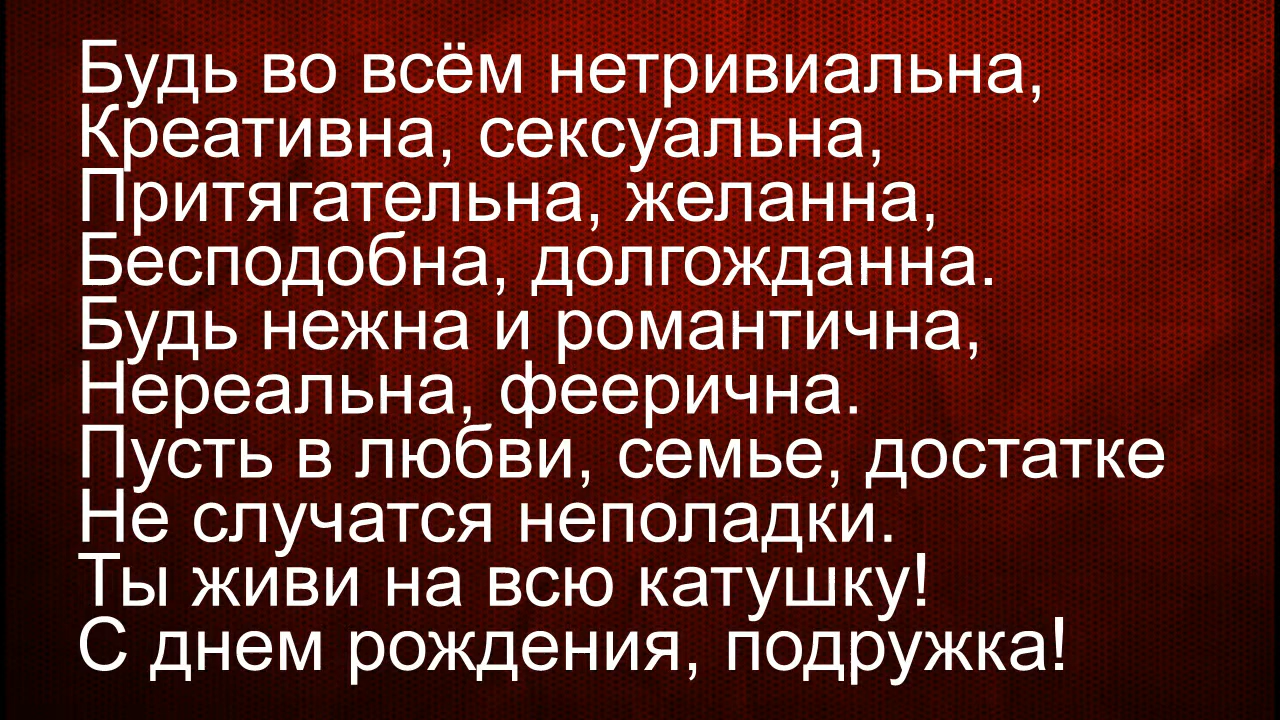 Будь во всём нетривиальна,
Креативна, сексуальна,
Притягательна, желанна,
Бесподобна, долгожданна.
Будь нежна и романтична,
Нереальна, феерична.
Пусть в любви, семье, достатке
Не случатся неполадки.
Ты живи на всю катушку!
С днем рождения, подружка!